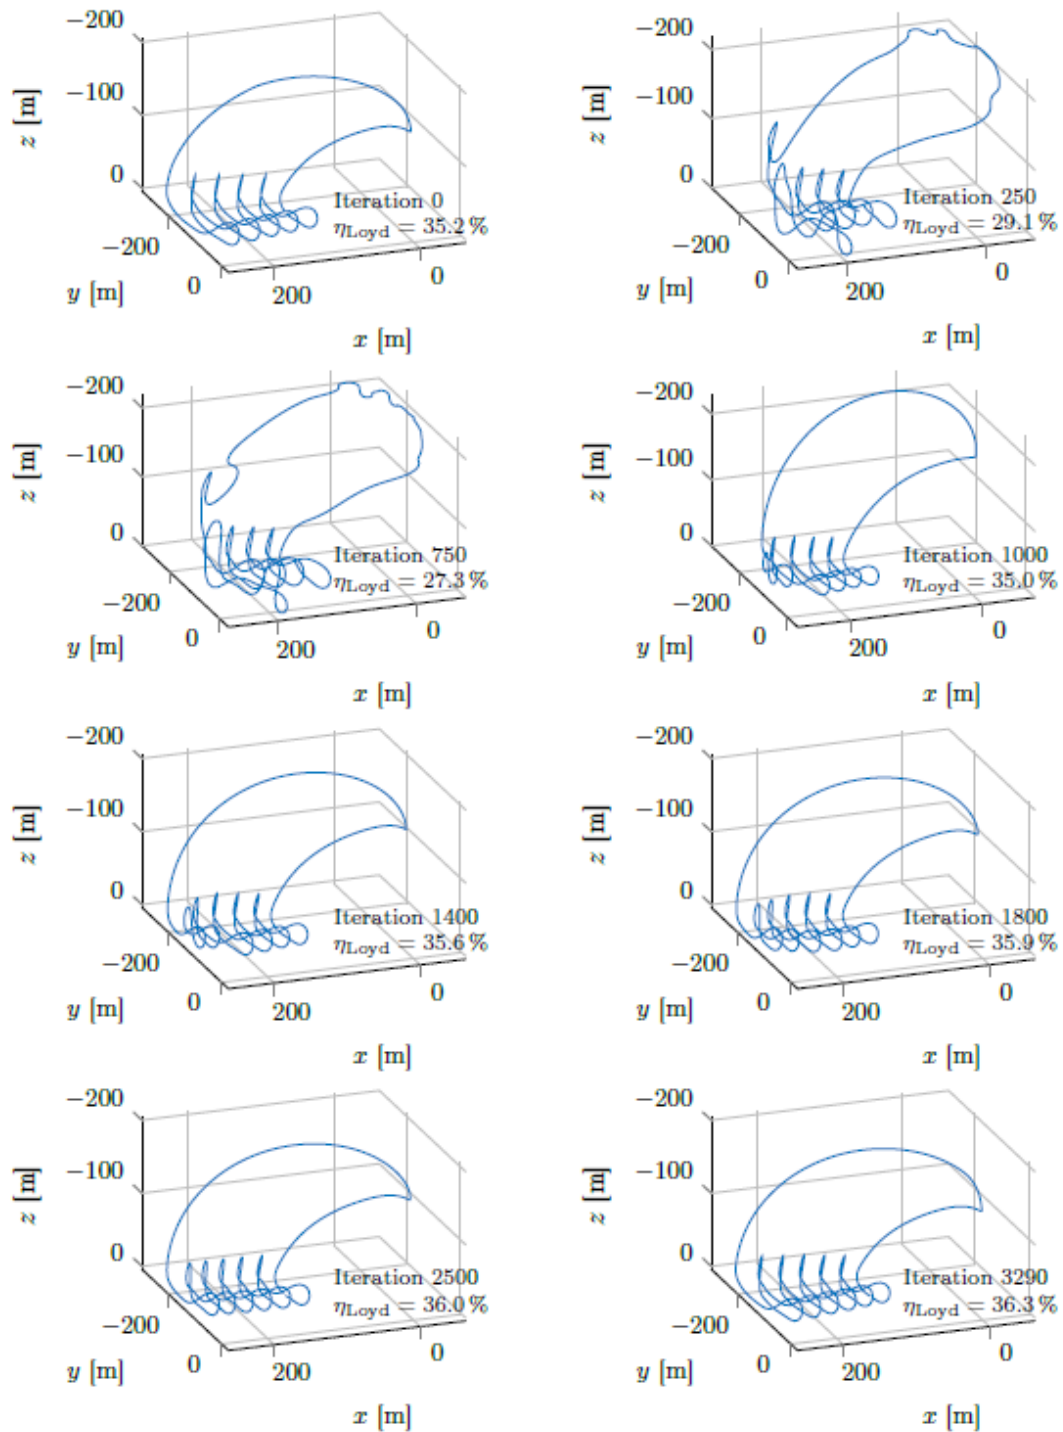 −200
−100
0
z [m]
−200
0
y [m]
200
0
x [m]
Iteration 0
ηLoyd = 35.2 %
−200
−100
0
z [m]
−200
0
y [m]
200
0
x [m]
Iteration 250
ηLoyd = 29.1 %
−200
−100
0
z [m]
−200
0
y [m]
200
0
x [m]
Iteration 750
ηLoyd = 27.3 %
−200
−100
0
z [m]
−200
0
y [m]
200
0
x [m]
Iteration 1000
ηLoyd = 35.0 %
−200
−100
0
z [m]
−200
0
y [m]
200
0
x [m]
Iteration 1400
ηLoyd = 35.6 %
−200
−100
0
z [m]
−200
0
y [m]
200
0
x [m]
Iteration 1800
ηLoyd = 35.9 %
−200
−100
0
z [m]
−200
0
y [m]
200
0
x [m]
Iteration 2500
ηLoyd = 36.0 %
−200
−100
0
z [m]
−200
0
y [m]
200
0
x [m]
Iteration 3290
ηLoyd = 36.3 %